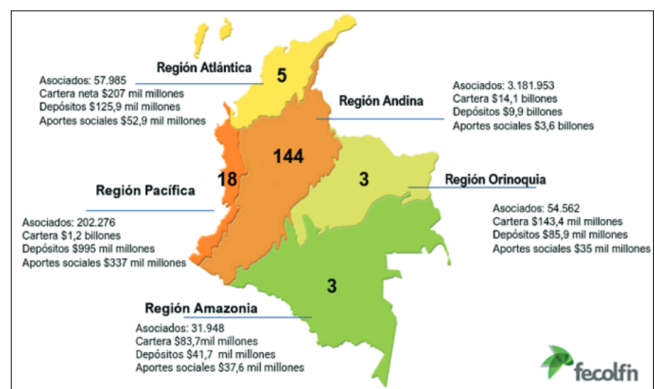 Región Atlántica
5
Asociados: 57.985
Cartera neta $207 mil millones
Depósitos $125,9 mil millones
Aportes sociales $52,9 mil millones
Región Andina
144
Asociados: 3.181.953
Cartera $14,1 billones
Depósitos $9,9 billones
Aportes sociales $3,6 billones
18
Región Pacífica
Asociados: 202.276
Cartera $1,2 billones
Depósitos $995 mil millones
Aportes sociales $337 mil millones
3
Región Orinoquia
Asociados: 54.562
Cartera $143,4 mil millones
Depósitos $85,9 mil millones
Aportes sociales $35 mil millones
3
Región Amazonia
Asociados: 31.948
Cartera $83,7mil millones
Depósitos $41,7 mil millones
Aportes sociales $37,6 mil millones
fecolfin